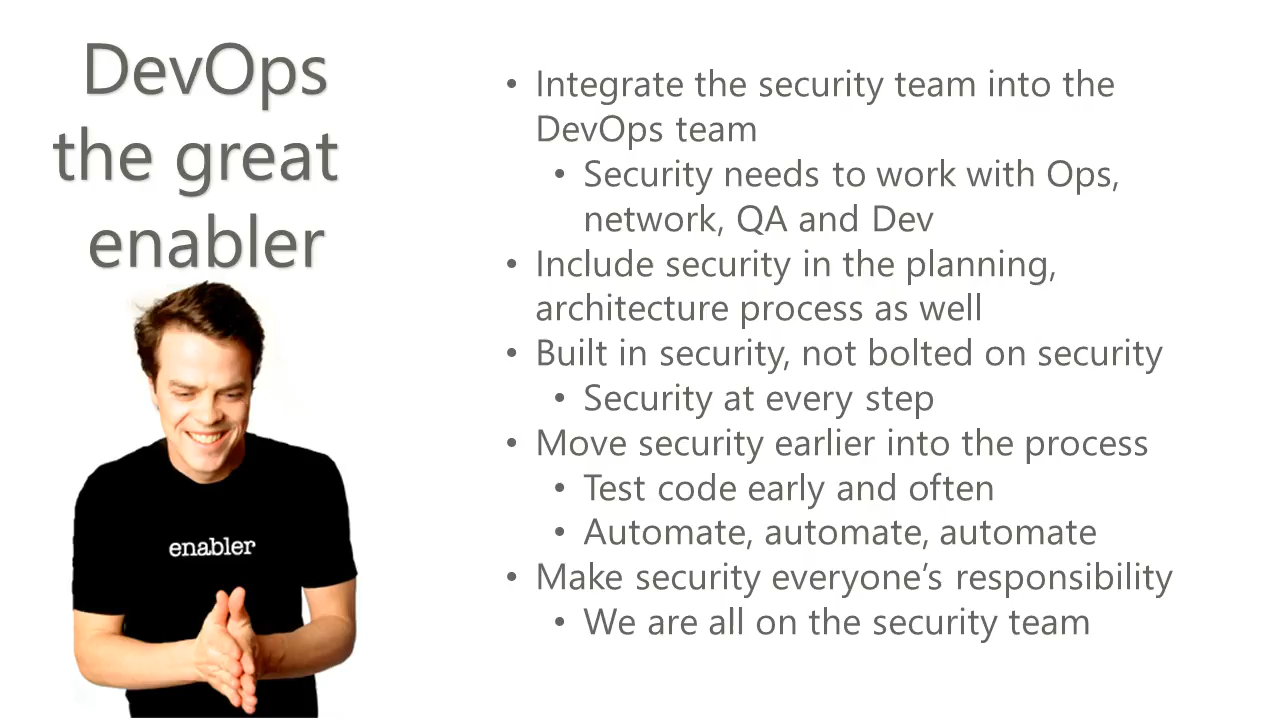 DevOps
the great
enabler
enabler
• Integrate the security team into the
DevOps team
• Security needs to work with Ops,
network, QA and Dev
• Include security in the planning,
architecture process as well
• Built in security, not bolted on security
• Security at every step
• Move security earlier into the process
• Test code early and often
• Automate, automate, automate
• Make security everyone’s responsibility
• We are all on the security team